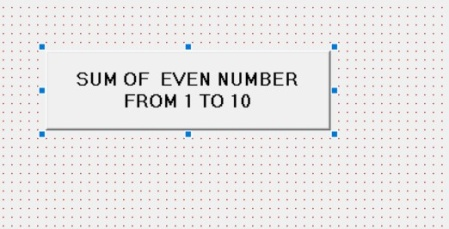 SUM OF  EVEN NUMBER
FROM 1 TO 10